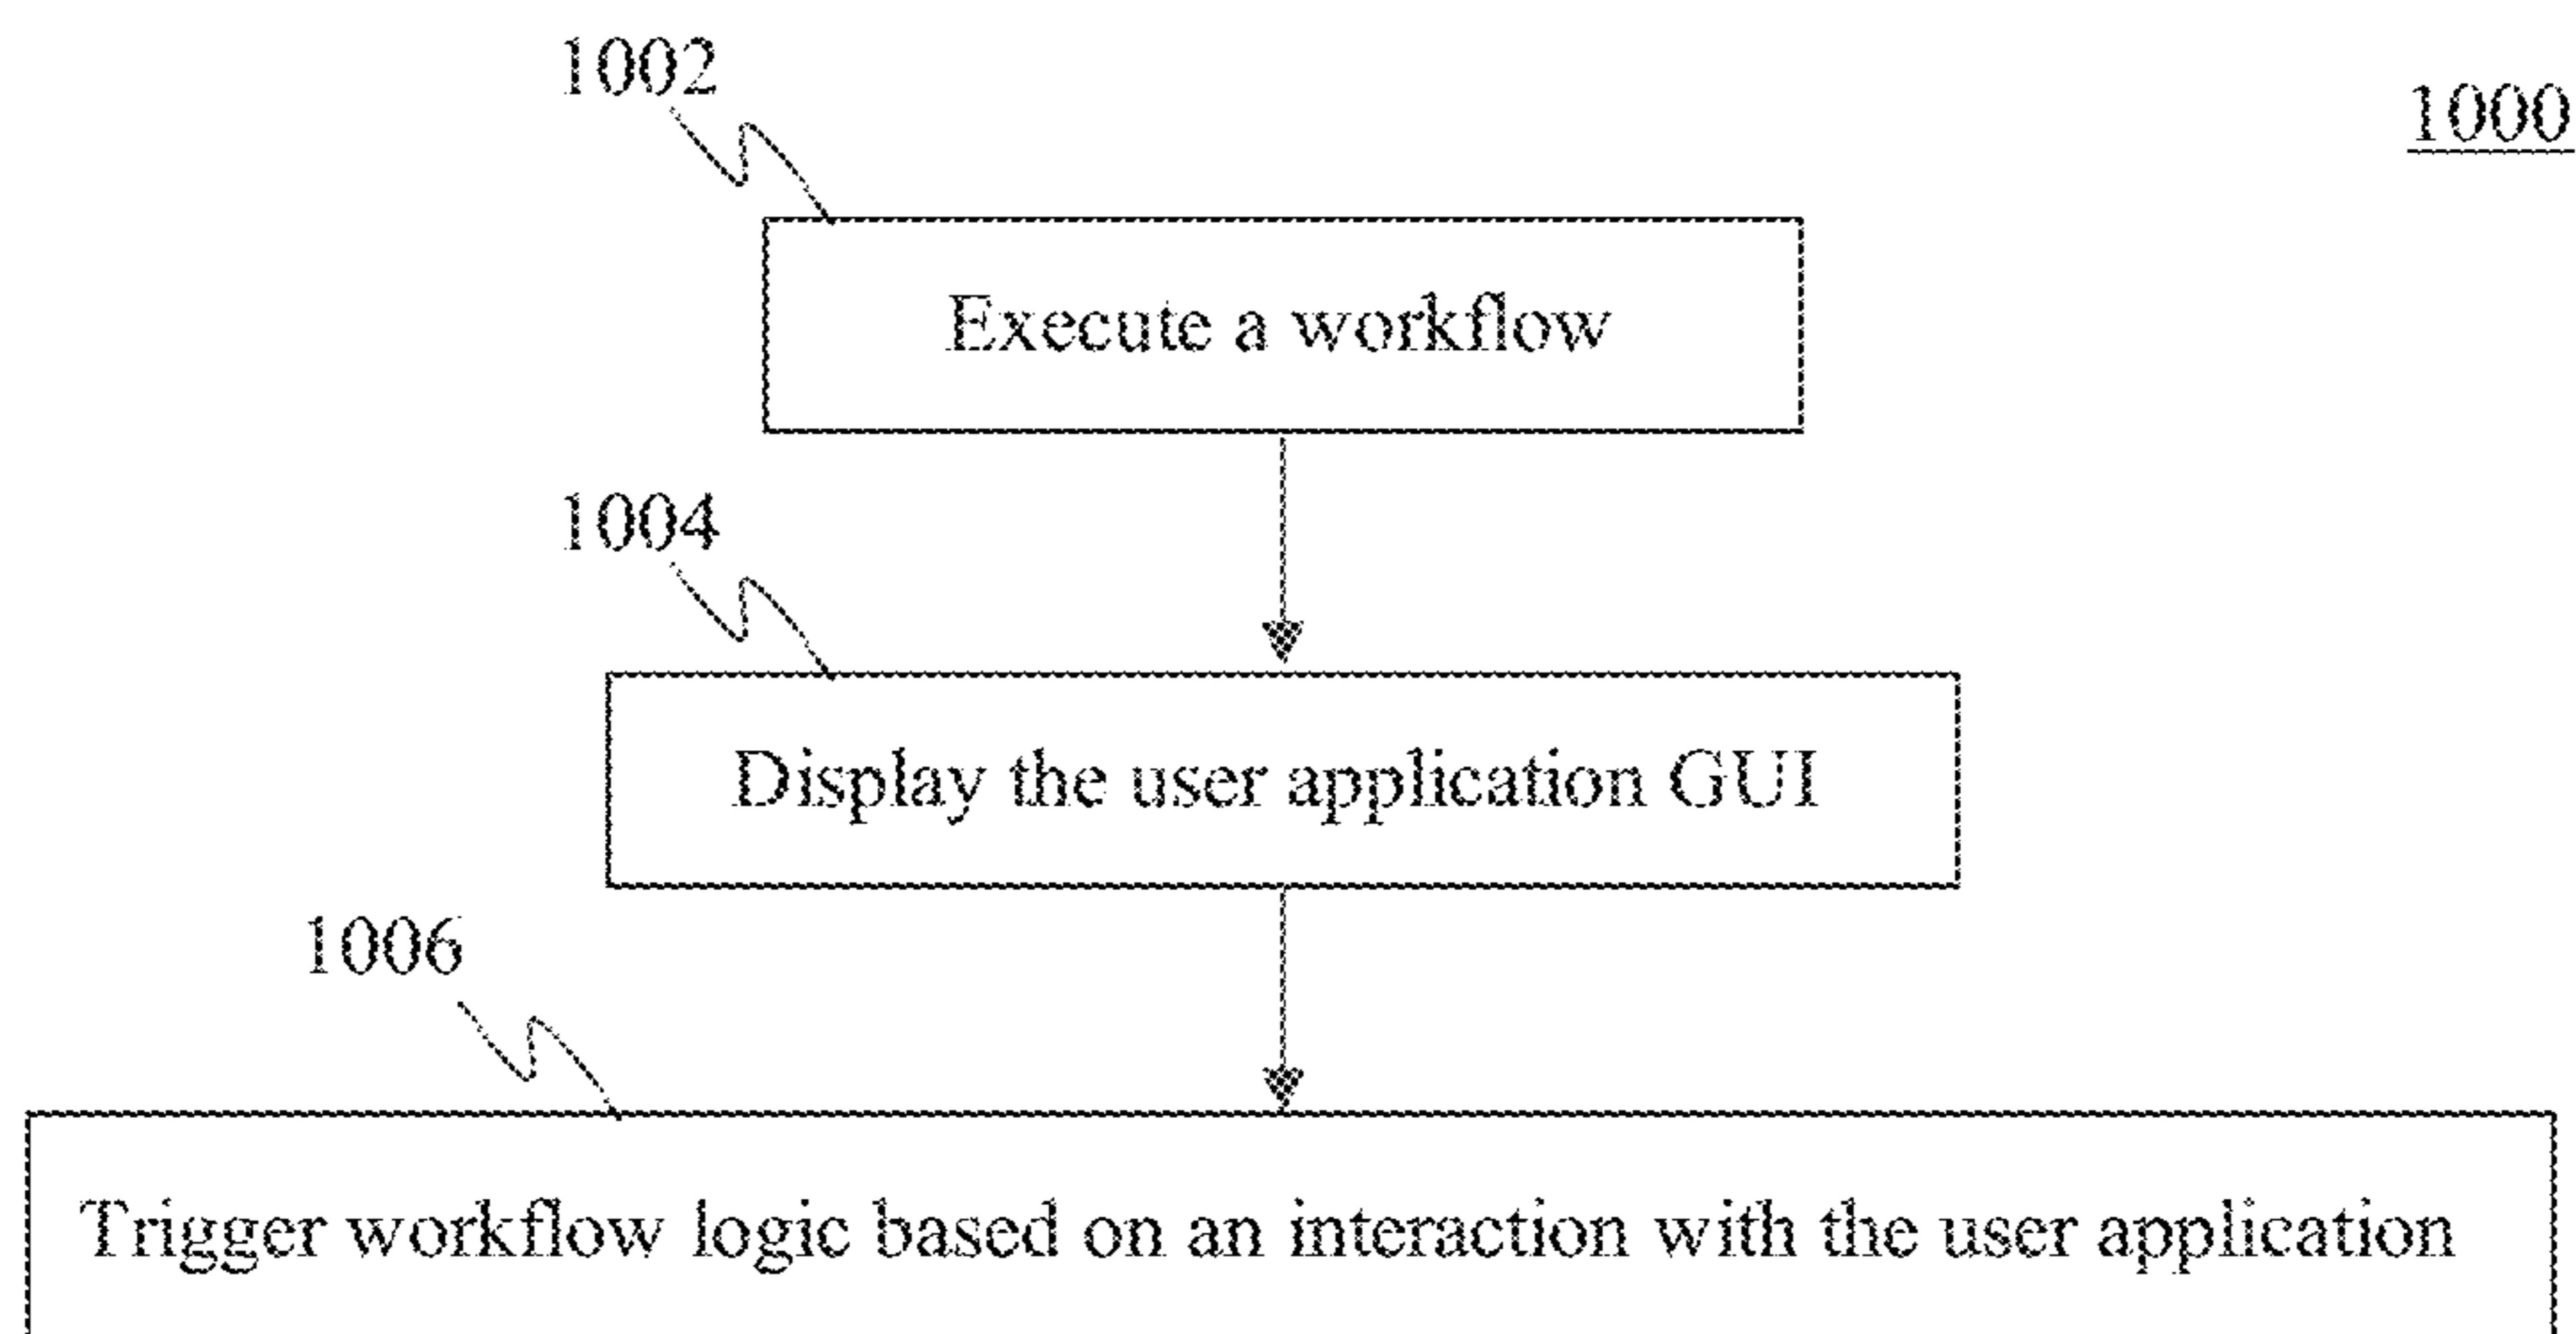 1002
1000
Execute a workflow
1004
Display the user application GUI
1006
Trigger workflow logic based on an interaction with the user application